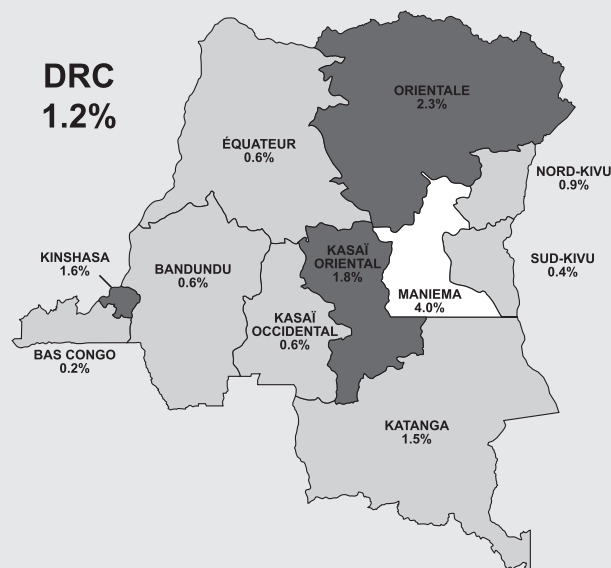 DRC
1.2%
ORIENTALE
2.3%
ÉQUATEUR
0.6%
NORD-KIVU
0.9%
KINSHASA
1.6%
BANDUNDU
0.6%
KASAÏ
ORIENTAL
1.8%
SUD-KIVU
0.4%
MANIEMA
4.0%
KASAÏ
OCCIDENTAL
0.6%
BAS CONGO
0.2%
KATANGA
1.5%